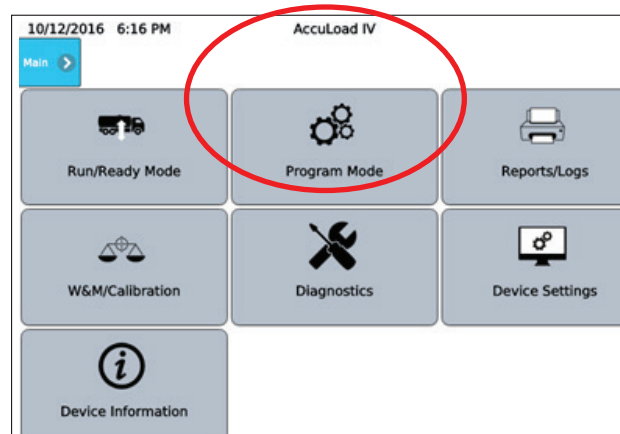 10/12/2016 6:16 PM AccuLoad IV
Main
Run/Ready Mode Program Mode Reports/Logs
W&M/Calibration Diagnostics Device Settings
i
Device Information